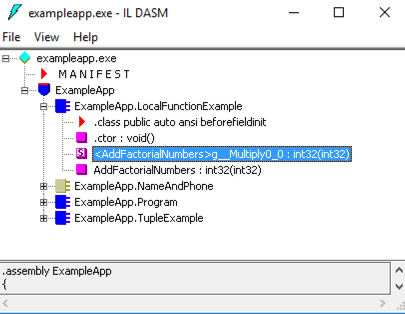 exampleapp.exe - IL DASM
File View Help
exampleapp.exe
M A N I F E S T
ExampleApp
ExampleApp.LocalFunctionExample
.class public auto ansi beforefieldinit
.ctor : void()
S <AddFactorialNumbers>g__Multiply0_0 : int32(int32)
AddFactorialNumbers : int32(int32)
ExampleApp.NameAndPhone
ExampleApp.Program
ExampleApp.TupleExample
.assembly ExampleApp
{